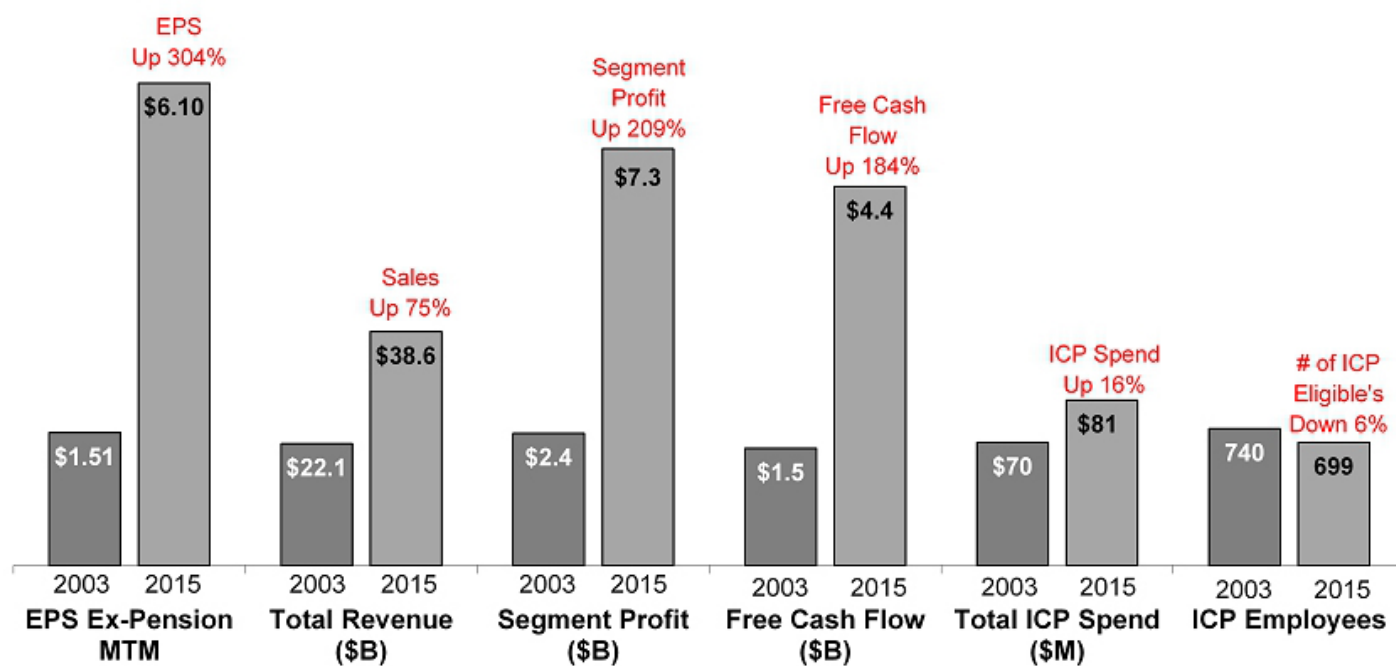 EPS
Up 304%
$6.10
$1.51
2003
2015
EPS Ex-Pension
MTM
Sales
Up 75%
$38.6
$22.1
2003
2015
Total Revenue
($B)
Segment
Profit
Up 209%
$7.3
$2.4
2003
2015
Segment Profit
($B)
Free Cash
Flow
Up 184%
$4.4
$1.5
2003
2015
Free Cash Flow
($B)
ICP Spend
Up 16%
$81
$70
2003
2015
Total ICP Spend
($M)
# of ICP
Eligible's
Down 6%
740
699
2003
2015
ICP Employees